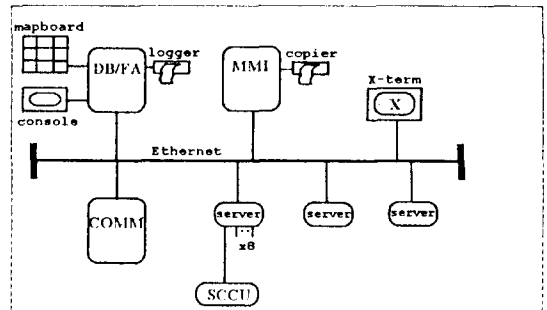 mapboard
logger
copier
DB/FA
MMI
X-term
X
console
Ethernet
COMM
server
server
server
x8
SCCU